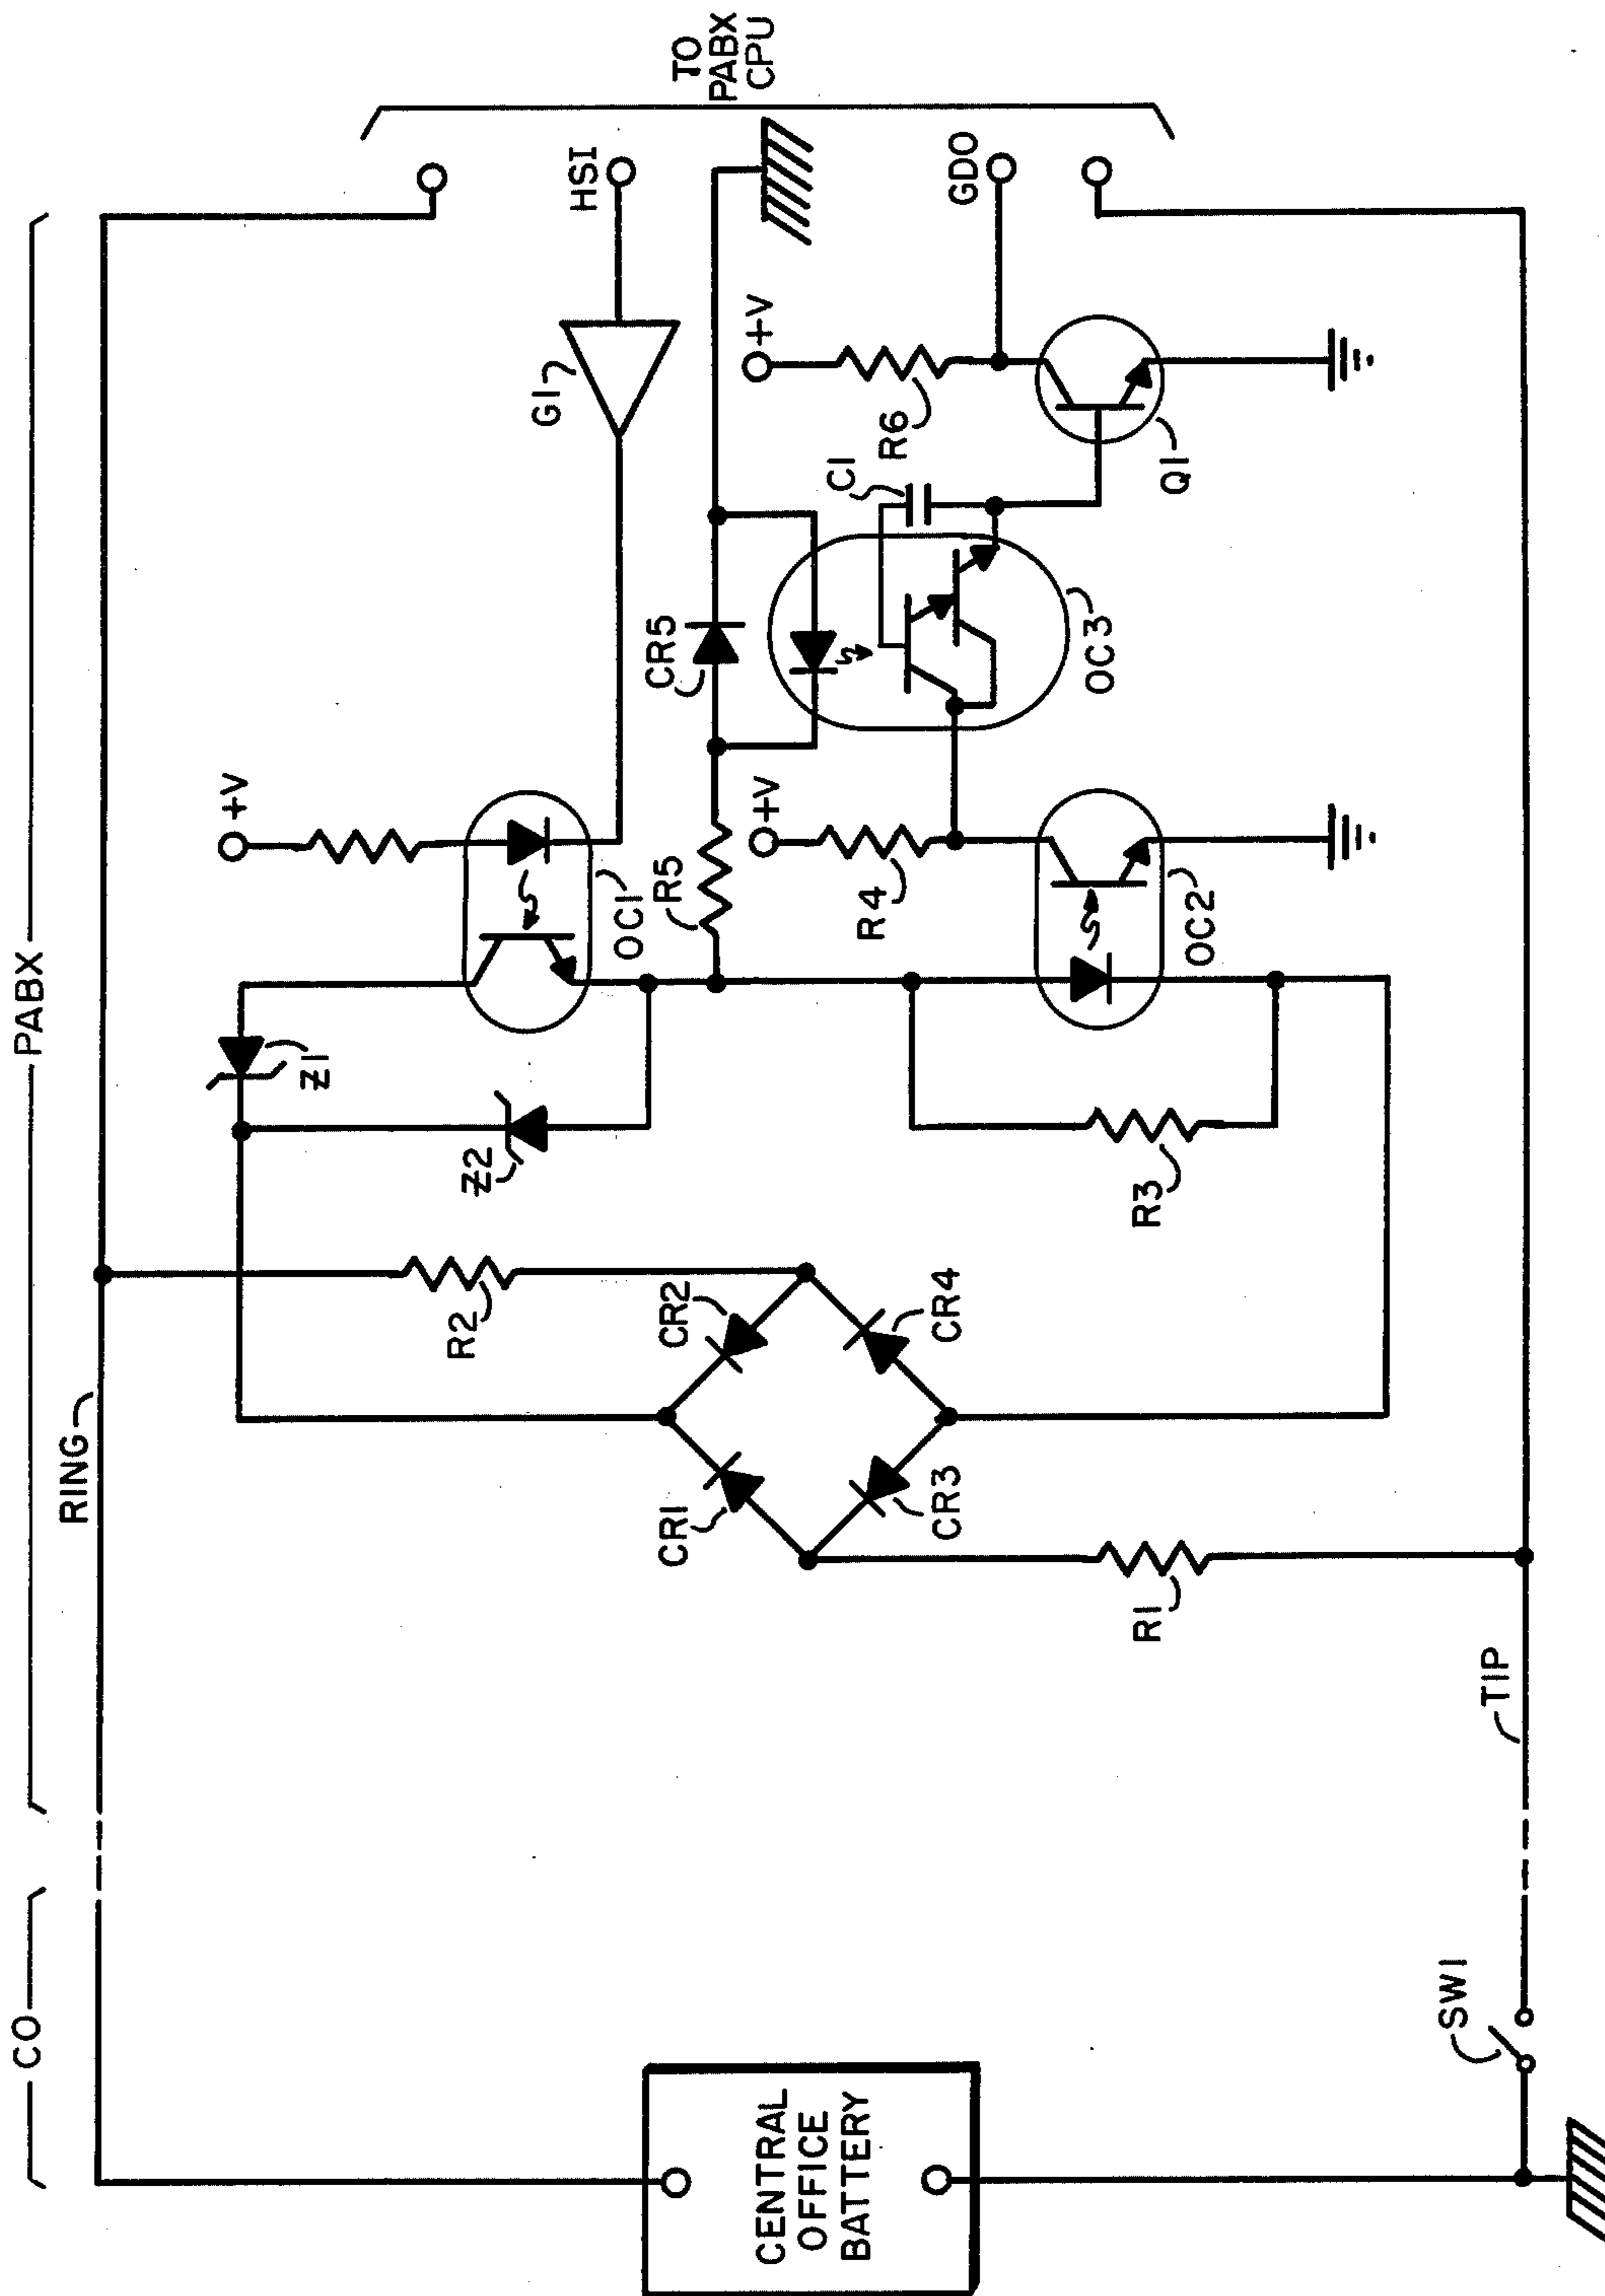 CO
PABX
RING
TO
PABX
CPU
+V
HSI
G1
Z1
Z2
OC1
R5
CR5
+V
+V
GDO
R4
R6
C1
R2
CR2
CR4
CR1
CR3
R3
OC2
OC3
Q1
R1
TIP
SW1
CENTRAL
OFFICE
BATTERY